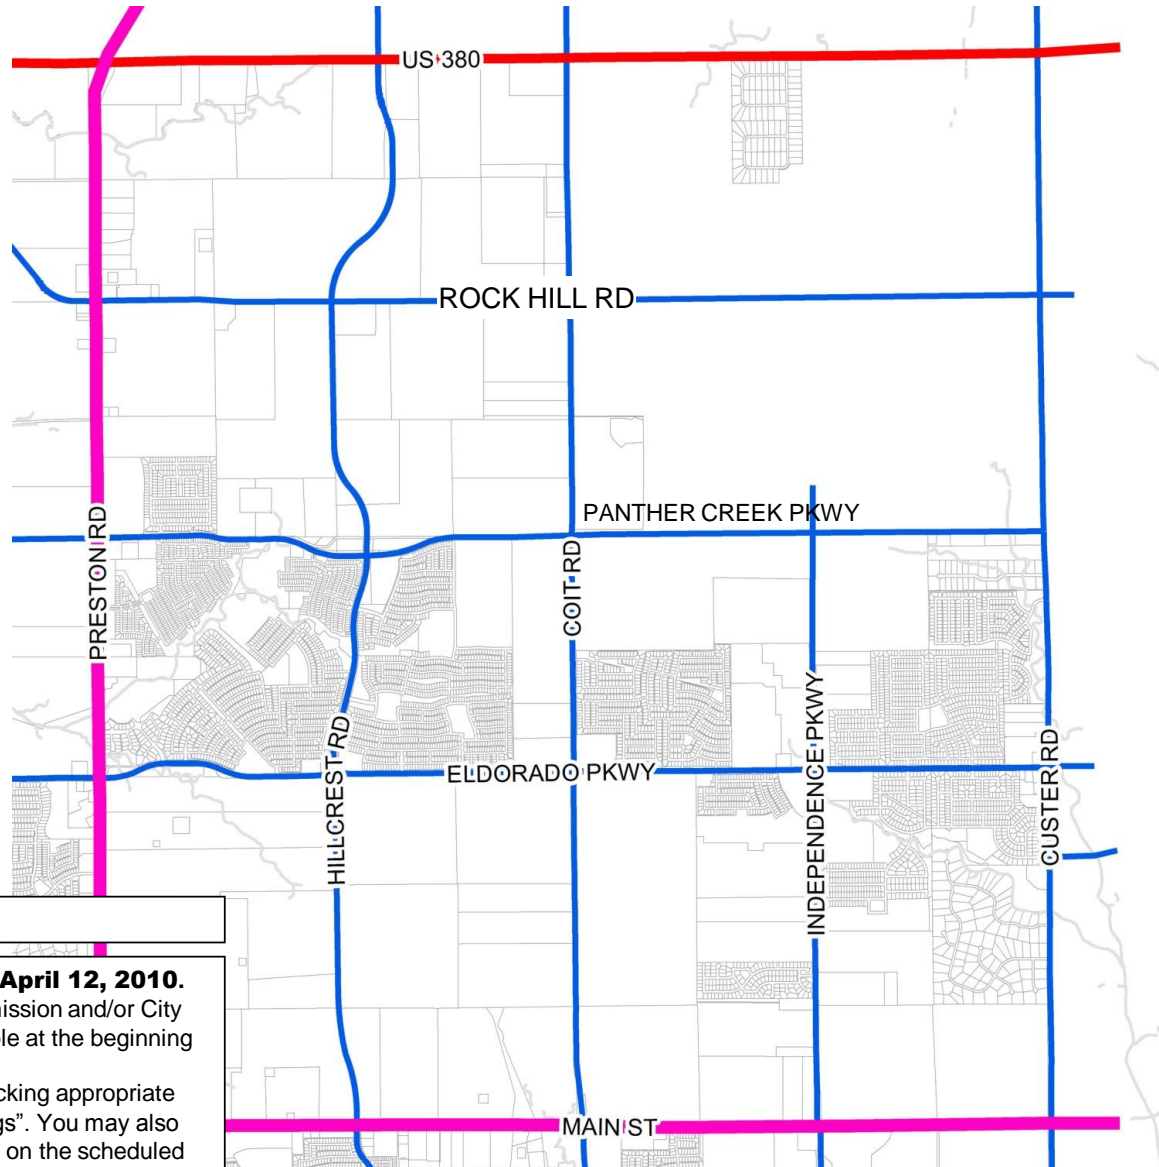 US 380
ROCK HILL RD
PANTHER CREEK PKWY
PRESTON RD
COIT RD
HILLCREST RD
ELDORADO PKWY
INDEPENDENCE PKWY
CUSTER RD
April 12, 2010.
ission and/or City
le at the beginning
cking appropriate
gs”. You may also
on the scheduled
MAIN ST